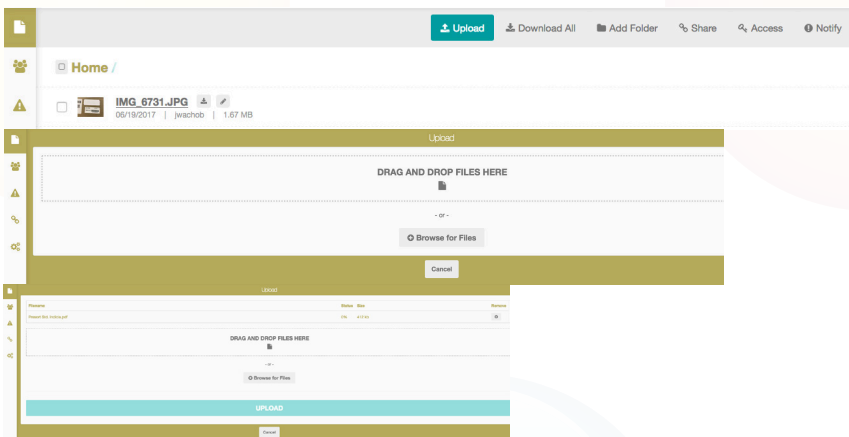 Upload Download All Add Folder Share Access Notify
Home /
IMG_6731.JPG
06/19/2017 | jwachob | 1.67 MB
Upload
DRAG AND DROP FILES HERE
- or -
Browse for Files
Cancel
Upload
Filename Status Size Remove
DRAG AND DROP FILES HERE
- or -
Browse for Files
UPLOAD
Cancel